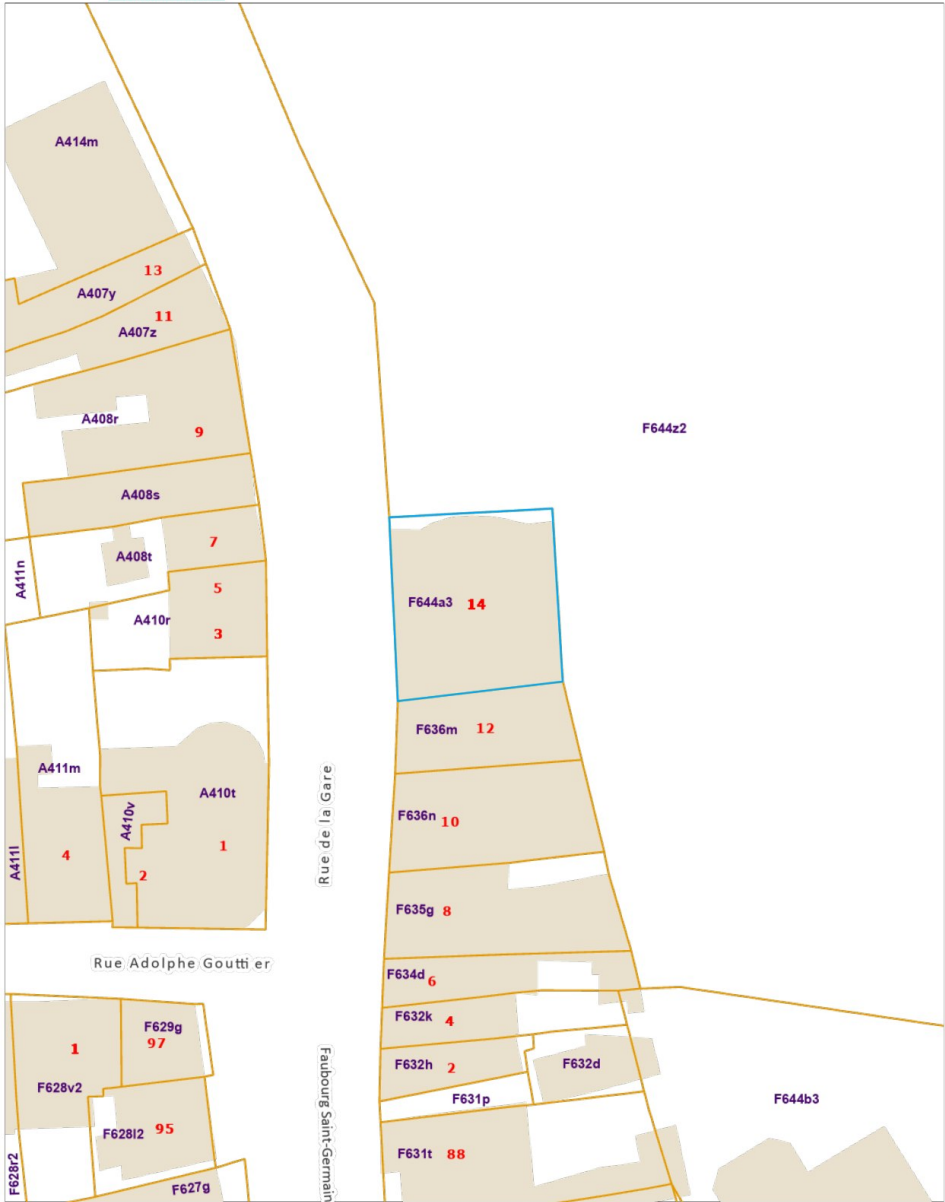 A414m
13
A407y
11
A407z
A408r
9
F644z2
A408s
7
A408t
A411n
5
F644a3 14
A410r
3
F636m 12
A411m
Rue de la Gare
A410t
A410v
F636n 10
1
A411l
4
2
F635g 8
Rue Adolphe Gouttier
F634d 6
F632k 4
F629g
97
1
F632h 2
F632d
F628v2
Faubourg Saint-Germain
F631p
F644b3
F628l2 95
F631t 88
F628r2
F627g